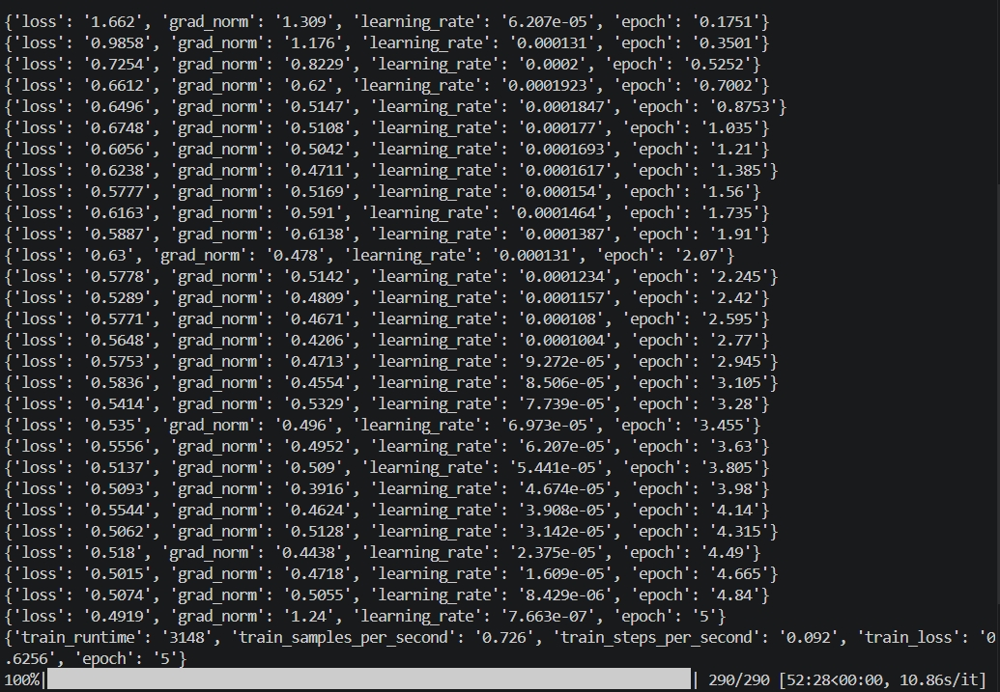 {'loss': '1.662', 'grad_norm': '1.309', 'learning_rate': '6.207e-05', 'epoch': '0.1751'}
{'loss': '0.9858', 'grad_norm': '1.176', 'learning_rate': '0.000131', 'epoch': '0.3501'}
{'loss': '0.7254', 'grad_norm': '0.8229', 'learning_rate': '0.0002', 'epoch': '0.5252'}
{'loss': '0.6612', 'grad_norm': '0.62', 'learning_rate': '0.0001923', 'epoch': '0.7002'}
{'loss': '0.6496', 'grad_norm': '0.5147', 'learning_rate': '0.0001847', 'epoch': '0.8753'}
{'loss': '0.6748', 'grad_norm': '0.5108', 'learning_rate': '0.000177', 'epoch': '1.035'}
{'loss': '0.6056', 'grad_norm': '0.5042', 'learning_rate': '0.0001693', 'epoch': '1.21'}
{'loss': '0.6238', 'grad_norm': '0.4711', 'learning_rate': '0.0001617', 'epoch': '1.385'}
{'loss': '0.5777', 'grad_norm': '0.5169', 'learning_rate': '0.000154', 'epoch': '1.56'}
{'loss': '0.6163', 'grad_norm': '0.591', 'learning_rate': '0.0001464', 'epoch': '1.735'}
{'loss': '0.5887', 'grad_norm': '0.6138', 'learning_rate': '0.0001387', 'epoch': '1.91'}
{'loss': '0.63', 'grad_norm': '0.478', 'learning_rate': '0.000131', 'epoch': '2.07'}
{'loss': '0.5778', 'grad_norm': '0.5142', 'learning_rate': '0.0001234', 'epoch': '2.245'}
{'loss': '0.5289', 'grad_norm': '0.4809', 'learning_rate': '0.0001157', 'epoch': '2.42'}
{'loss': '0.5771', 'grad_norm': '0.4671', 'learning_rate': '0.000108', 'epoch': '2.595'}
{'loss': '0.5648', 'grad_norm': '0.4206', 'learning_rate': '0.0001004', 'epoch': '2.77'}
{'loss': '0.5753', 'grad_norm': '0.4713', 'learning_rate': '9.272e-05', 'epoch': '2.945'}
{'loss': '0.5836', 'grad_norm': '0.4554', 'learning_rate': '8.506e-05', 'epoch': '3.105'}
{'loss': '0.5414', 'grad_norm': '0.5329', 'learning_rate': '7.739e-05', 'epoch': '3.28'}
{'loss': '0.535', 'grad_norm': '0.496', 'learning_rate': '6.973e-05', 'epoch': '3.455'}
{'loss': '0.5556', 'grad_norm': '0.4952', 'learning_rate': '6.207e-05', 'epoch': '3.63'}
{'loss': '0.5137', 'grad_norm': '0.509', 'learning_rate': '5.441e-05', 'epoch': '3.805'}
{'loss': '0.5093', 'grad_norm': '0.3916', 'learning_rate': '4.674e-05', 'epoch': '3.98'}
{'loss': '0.5544', 'grad_norm': '0.4624', 'learning_rate': '3.908e-05', 'epoch': '4.14'}
{'loss': '0.5062', 'grad_norm': '0.5128', 'learning_rate': '3.142e-05', 'epoch': '4.315'}
{'loss': '0.518', 'grad_norm': '0.4438', 'learning_rate': '2.375e-05', 'epoch': '4.49'}
{'loss': '0.5015', 'grad_norm': '0.4718', 'learning_rate': '1.609e-05', 'epoch': '4.665'}
{'loss': '0.5074', 'grad_norm': '0.5055', 'learning_rate': '8.429e-06', 'epoch': '4.84'}
{'loss': '0.4919', 'grad_norm': '1.24', 'learning_rate': '7.663e-07', 'epoch': '5'}
{'train_runtime': '3148', 'train_samples_per_second': '0.726', 'train_steps_per_second': '0.092', 'train_loss': '0
.6256', 'epoch': '5'}
100%| | 290/290 [52:28<00:00, 10.86s/it]